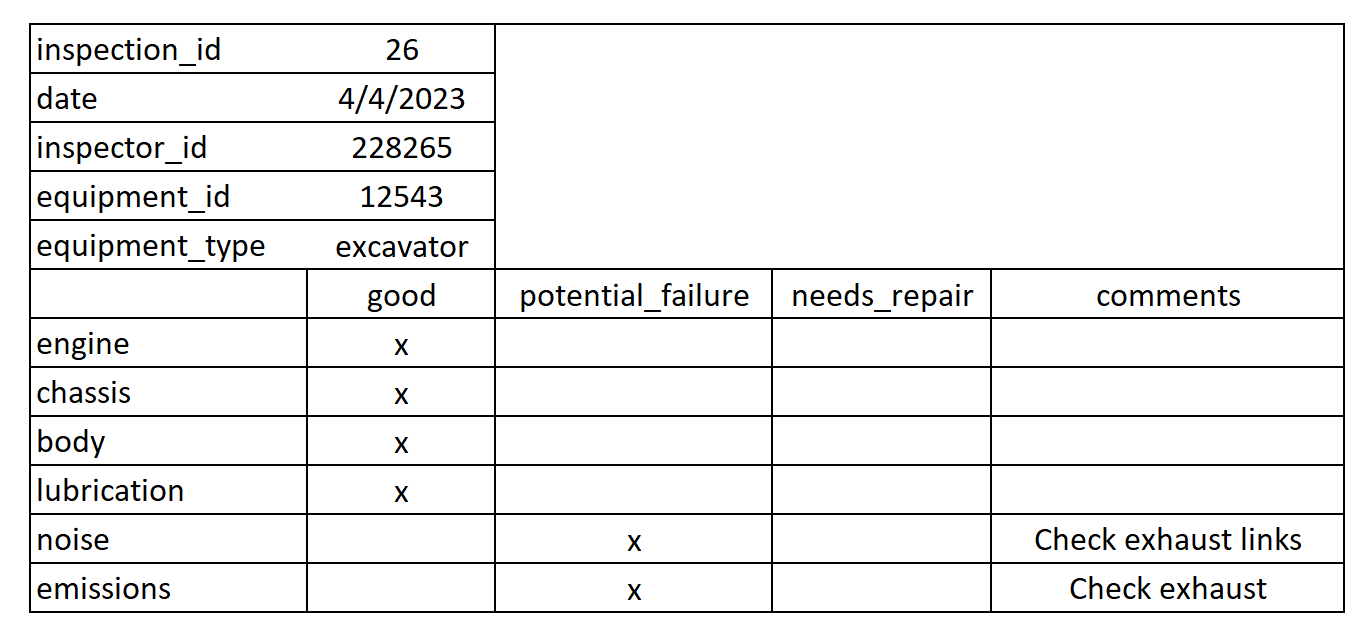 inspection_id 26
date 4/4/2023
inspector_id 228265
equipment_id 12543
equipment_type excavator
good potential_failure needs_repair comments
engine x
chassis x
body x
lubrication x
noise x Check exhaust links
emissions x Check exhaust